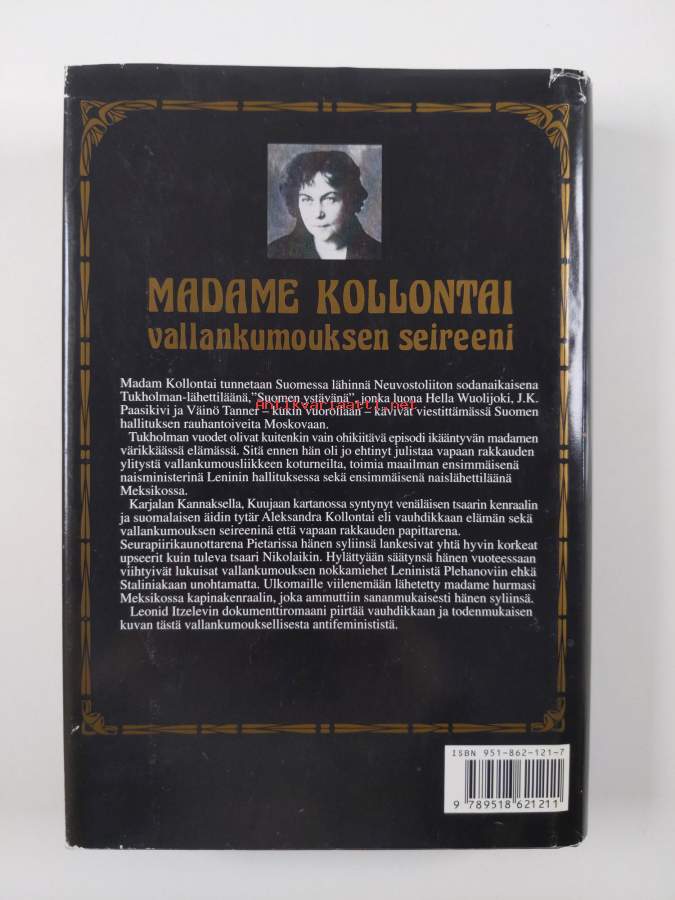 MADAME KOLLONTAI
vallankumouksen seireeni
Madam Kollontai tunnetaan Suomessa lähinnä Neuvostoliiton sodanaikaisena
Tukholman-lähettiläänä, "Suomen ystävänä", jonka luona Hella Wuolijoki, J.K.
Paasikivi ja Väinö Tanner – kukin vuorollaan – kävivät viestittämässä Suomen
hallituksen rauhantoiveita Moskovaan.
Tukholman vuodet olivat kuitenkin vain ohikiitävä episodi ikääntyvän madamen
värikkäässä elämässä. Sitä ennen hän oli jo ehtinyt julistaa vapaan rakkauden
ylitystä vallankumousliikkeen koturneilta, toimia maailman ensimmäisenä
naisministerinä Leninin hallituksessa sekä ensimmäisenä naislähettiläänä
Meksikossa.
Karjalan Kannaksella, Kuujaan kartanossa syntynyt venäläisen tsaarin kenraalin
ja suomalaisen äidin tytär Aleksandra Kollontai eli vauhdikkaan elämän sekä
vallankumouksen seireeninä että vapaan rakkauden papittarena.
Seurapiirikaunottarena Pietarissa hänen syliinsä lankesivat yhtä hyvin korkeat
upseerit kuin tuleva tsaari Nikolaikin. Hylättyään säätynsä hänen vuoteessaan
viihtyivät lukuisat vallankumouksen nokkamiehet Leninistä Plehanoviin ehkä
Staliniakaan unohtamatta. Ulkomaille viilenemään lähetetty madame hurmasi
Meksikossa kapinakenraalin, joka ammuttiin sananmukaisesti hänen syliinsä.
Leonid Itzelevin dokumenttiromaani piirtää vauhdikkaan ja todenmukaisen
kuvan tästä vallankumouksellisesta antifeminististä.
Antikvariaatti.net
ISBN 951-862-121-7
9 789518 621211